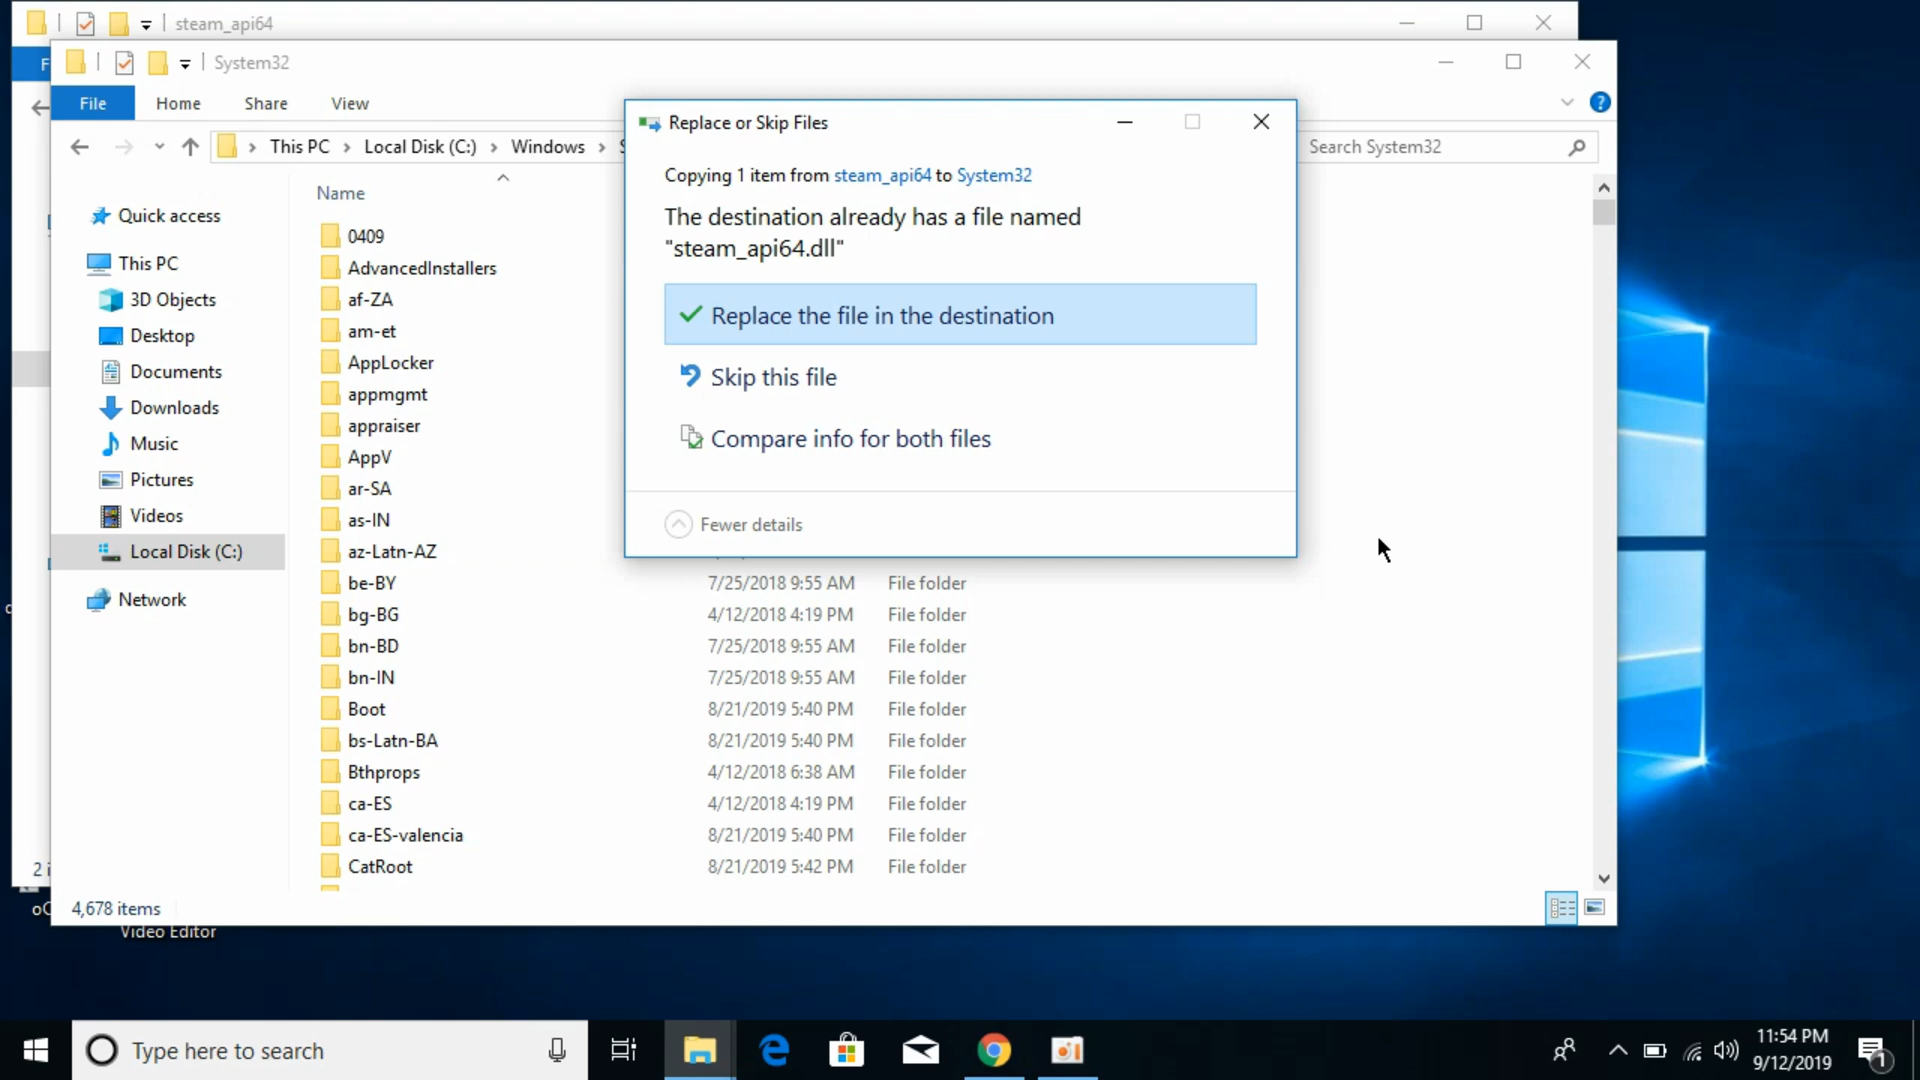 steam_api64
F
System32
File
Home
Share
View
This PC
Local Disk (C:)
Windows
S
Search System32
Quick access
This PC
3D Objects
Desktop
Documents
Downloads
Music
Pictures
Videos
Local Disk (C:)
Network
Name
0409
AdvancedInstallers
af-ZA
am-et
AppLocker
appmgmt
appraiser
AppV
ar-SA
as-IN
az-Latn-AZ
be-BY 7/25/2018 9:55 AM File folder
bg-BG 4/12/2018 4:19 PM File folder
bn-BD 7/25/2018 9:55 AM File folder
bn-IN 7/25/2018 9:55 AM File folder
Boot 8/21/2019 5:40 PM File folder
bs-Latn-BA 8/21/2019 5:40 PM File folder
Bthprops 4/12/2018 6:38 AM File folder
ca-ES 4/12/2018 4:19 PM File folder
ca-ES-valencia 8/21/2019 5:40 PM File folder
CatRoot 8/21/2019 5:42 PM File folder
Replace or Skip Files
Copying 1 item from steam_api64 to System32
The destination already has a file named
"steam_api64.dll"
Replace the file in the destination
Skip this file
Compare info for both files
Fewer details
2 i
4,678 items
Video Editor
Type here to search
11:54 PM
9/12/2019
1